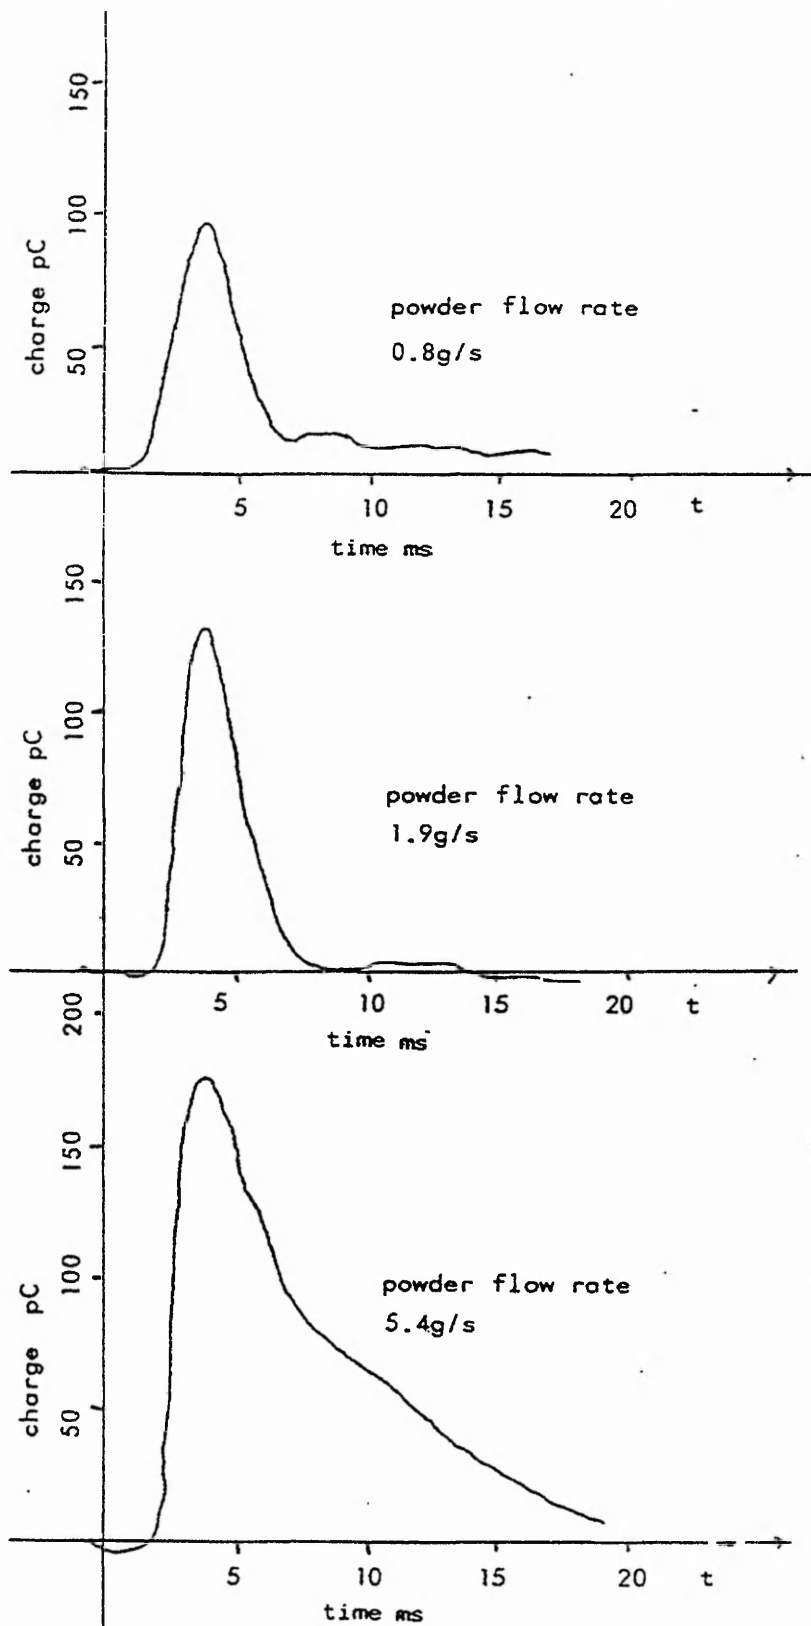 150
100
50
charge pC
powder flow rate
0.8g/s
5 10 15 20 t
time ms
150
100
50
charge pC
powder flow rate
1.9g/s
5 10 15 20 t
time ms
200
150
100
50
charge pC
powder flow rate
5.4g/s
5 10 15 20 t
time ms